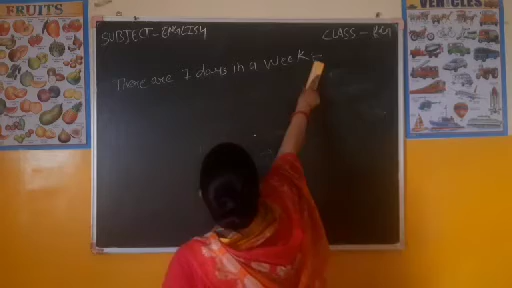 FRUITS
VEHICLES
SUBJECT-ENGLISH
CLASS-
There are 7 days in a week-